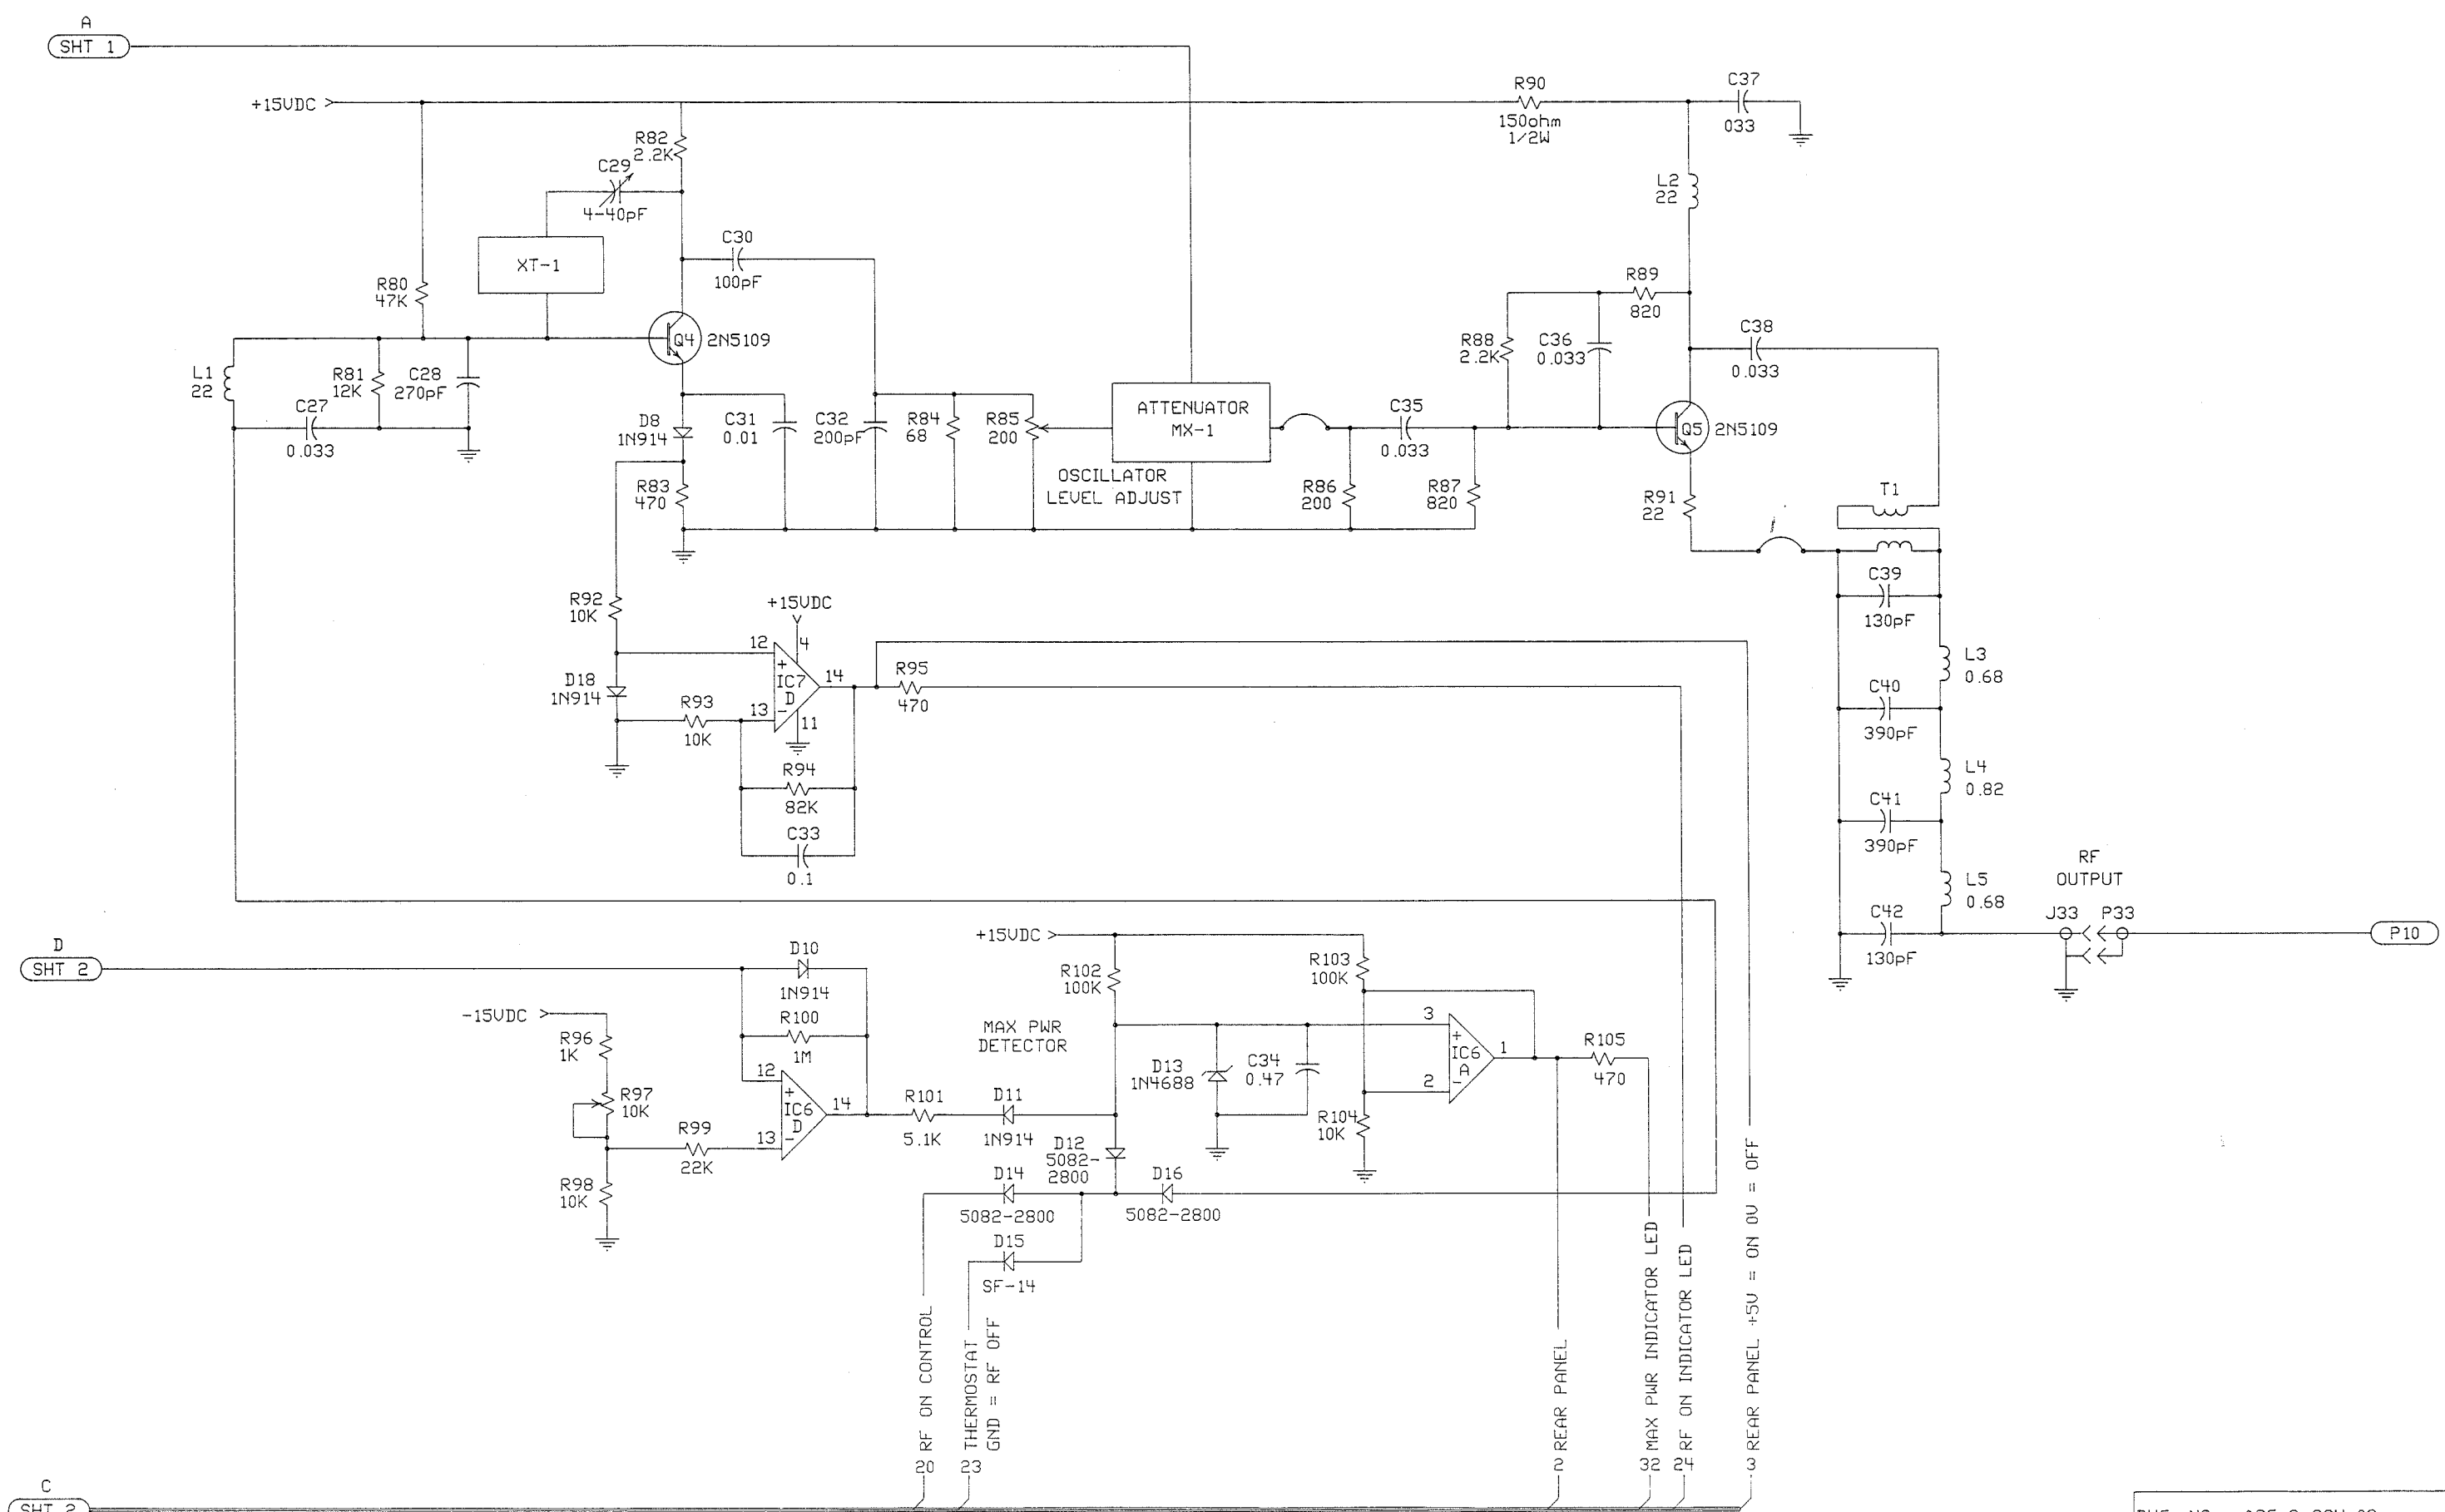 A
SHT 1
+15VDC >
R90
150ohm
1/2W
C37
033
R82
2.2K
C29
4-40pF
L2
22
XT-1
C30
100pF
R80
47K
R89
820
R88
2.2K
C36
0.033
C38
0.033
Q4
2N5109
L1
22
R81
12K
C28
270pF
C27
0.033
D8
1N914
C31
0.01
C32
200pF
R84
68
R85
200
ATTENUATOR
MX-1
C35
0.033
Q5
2N5109
OSCILLATOR
LEVEL ADJUST
R83
470
R86
200
R87
820
R91
22
T1
R92
10K
+15VDC
C39
130pF
12
4
+
IC7
D
14
R95
470
L3
0.68
D18
1N914
R93
10K
13
-
11
C40
390pF
R94
82K
L4
0.82
C33
0.1
C41
390pF
RF
OUTPUT
L5
0.68
C42
130pF
J33
P33
P10
D
SHT 2
D10
1N914
+15VDC >
R102
100K
R103
100K
-15VDC >
R96
1K
R100
1M
MAX PWR
DETECTOR
3
+
IC6
A
1
R105
470
D13
1N4688
C34
0.47
2
-
R97
10K
12
+
IC6
D
14
R101
5.1K
D11
1N914
R104
10K
R99
22K
13
-
D12
5082-
2800
R98
10K
D14
5082-2800
D16
5082-2800
D15
SF-14
20 RF ON CONTROL
23 THERMOSTAT
GND = RF OFF
2 REAR PANEL
32 MAX PWR INDICATOR LED
24 RF ON INDICATOR LED
3 REAR PANEL +5V = ON 0V = OFF
C
SHT 2